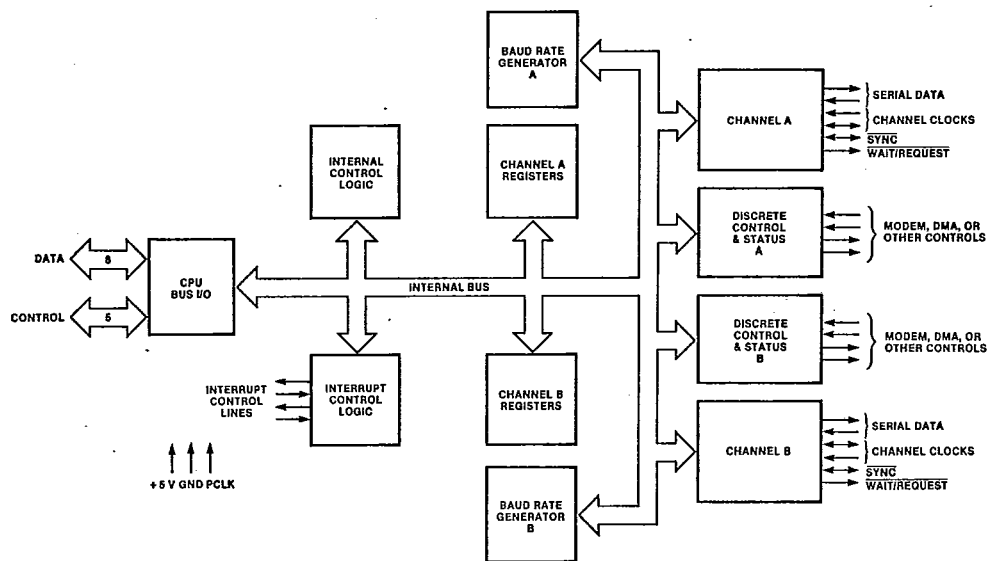 BAUD RATE
GENERATOR
A
CHANNEL A
SERIAL DATA
CHANNEL CLOCKS
SYNC
WAIT/REQUEST
INTERNAL
CONTROL
LOGIC
CHANNEL A
REGISTERS
DISCRETE
CONTROL
& STATUS
A
MODEM, DMA, OR
OTHER CONTROLS
DATA
8
CPU
BUS I/O
INTERNAL BUS
CONTROL
5
DISCRETE
CONTROL
& STATUS
B
MODEM, DMA, OR
OTHER CONTROLS
INTERRUPT
CONTROL
LINES
INTERRUPT
CONTROL
LOGIC
CHANNEL B
REGISTERS
CHANNEL B
SERIAL DATA
CHANNEL CLOCKS
SYNC
WAIT/REQUEST
+5 V GND PCLK
BAUD RATE
GENERATOR
B